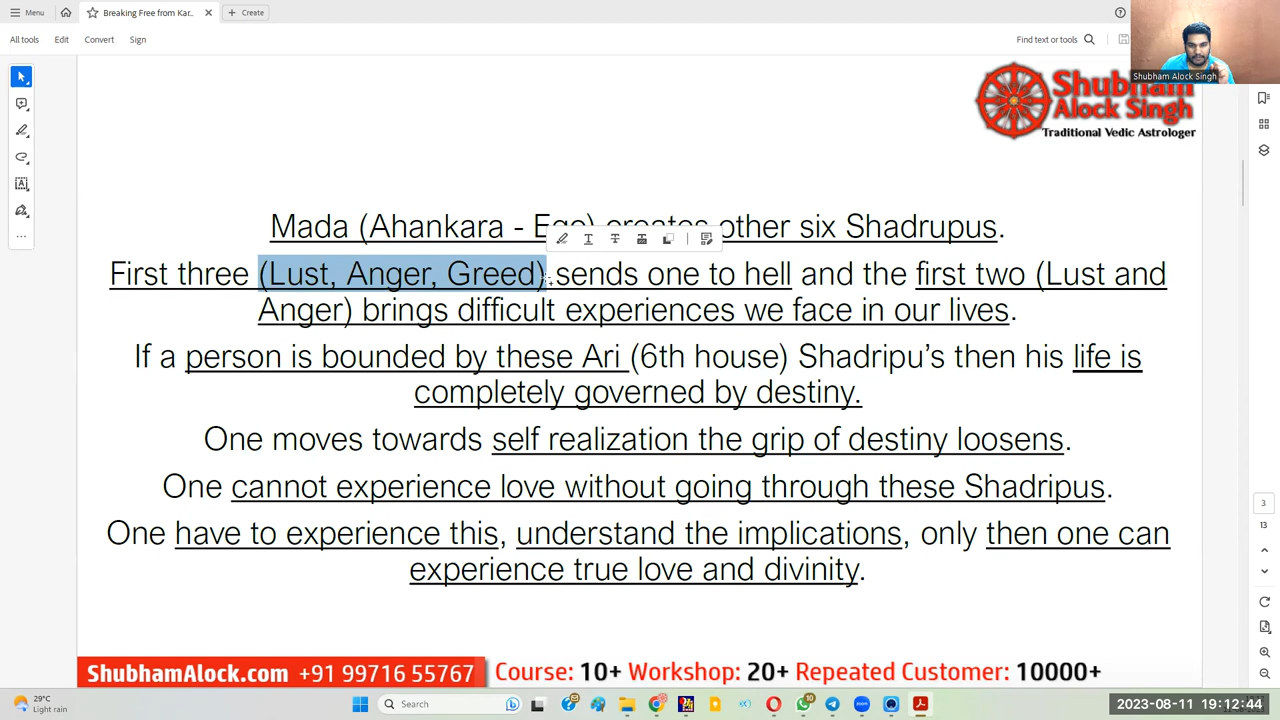 Menu
Breaking Free from Kar...
Create
All tools
Edit
Convert
Sign
Find text or tools
Shubham Alock Singh
Shubham
Alock Singh
Traditional Vedic Astrologer
Mada (Ahankara - Ego) creates other six Shadrupus.
First three (Lust, Anger, Greed) sends one to hell and the first two (Lust and
Anger) brings difficult experiences we face in our lives.
If a person is bounded by these Ari (6th house) Shadripu's then his life is
completely governed by destiny.
One moves towards self realization the grip of destiny loosens.
One cannot experience love without going through these Shadripus.
One have to experience this, understand the implications, only then one can
experience true love and divinity.
3
13
ShubhamAlock.com +91 99716 55767
Course: 10+ Workshop: 20+ Repeated Customer: 10000+
29°C
Light rain
Search
10
2023-08-11 19:12:44